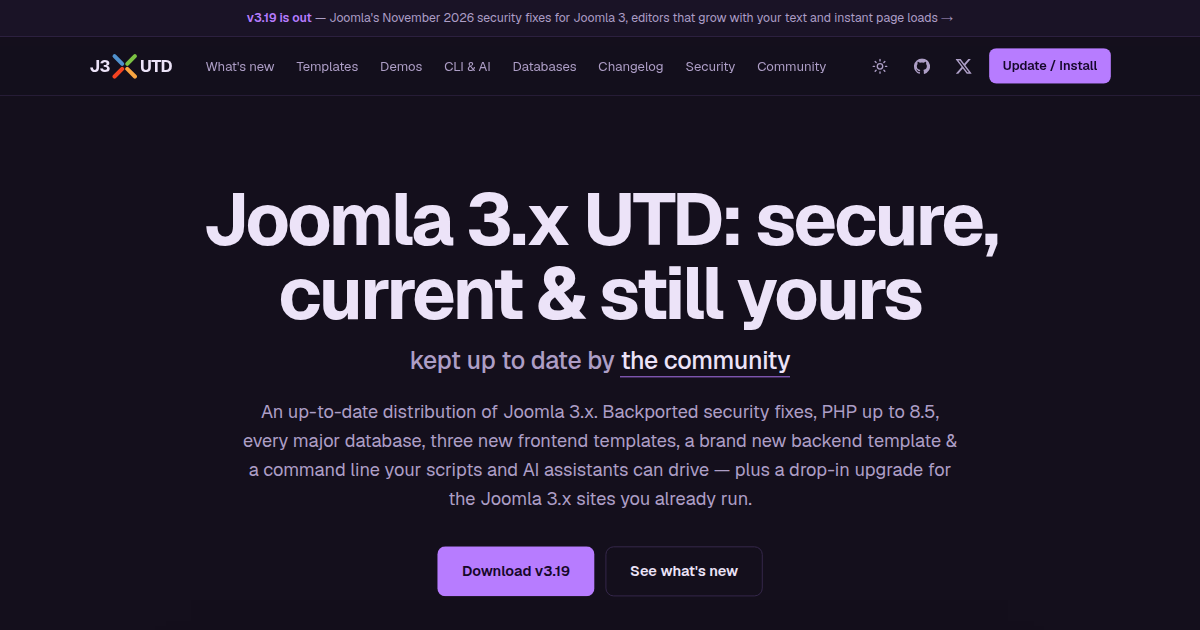 v3.19 is out — Joomla's November 2026 security fixes for Joomla 3, editors that grow with your text and instant page loads →
J3 UTD
What's new
Templates
Demos
CLI & AI
Databases
Changelog
Security
Community
Update / Install
Joomla 3.x UTD: secure,
current & still yours
kept up to date by the community
An up-to-date distribution of Joomla 3.x. Backported security fixes, PHP up to 8.5,
every major database, three new frontend templates, a brand new backend template &
a command line your scripts and AI assistants can drive — plus a drop-in upgrade for
the Joomla 3.x sites you already run.
Download v3.19
See what's new